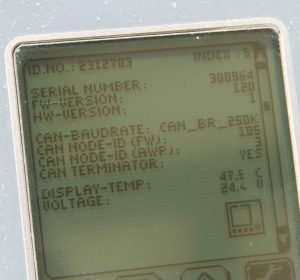 ID.NO.: 2312703 INDEX : 5
SERIAL NUMBER: 300964
FW-VERSION: 120
HW-VERSION: 1
CAN-BAUDRATE: CAN_BR_250K
CAN NODE-ID (FW): 105
CAN NODE-ID (AWP): 3
CAN TERMINATOR: YES
DISPLAY-TEMP: 47.3 C
VOLTAGE: 24.4 V